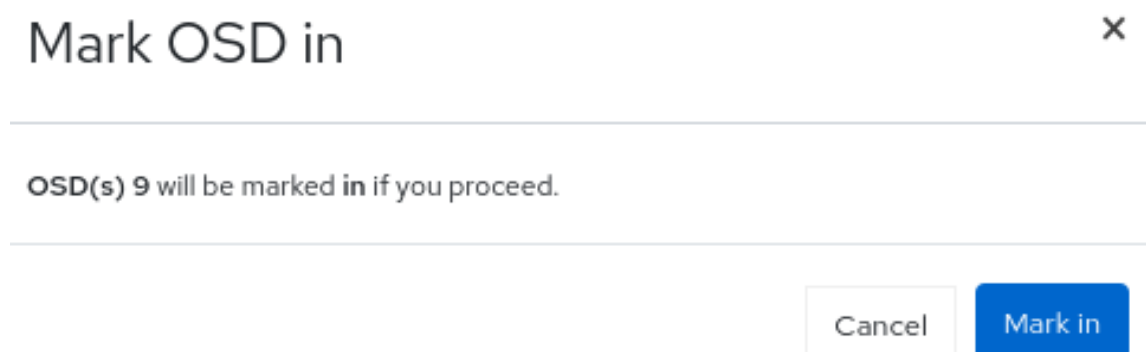 Mark OSD in
OSD(s) 9 will be marked in if you proceed.
Cancel
Mark in